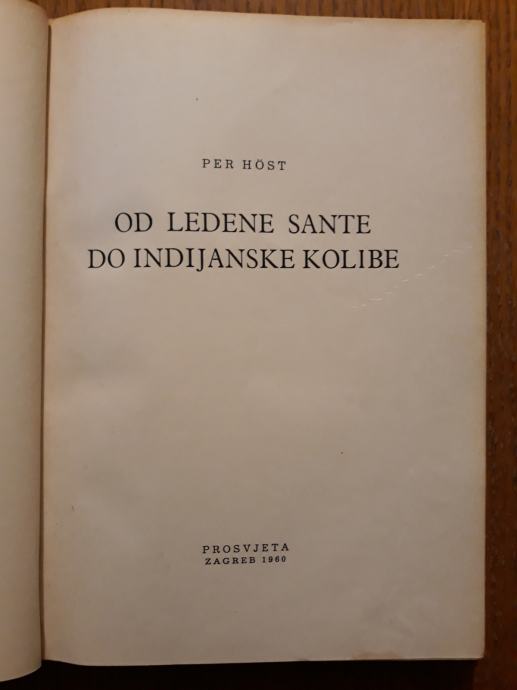 PER HÖST
OD LEDENE SANTE
DO INDIJANSKE KOLIBE
PROSVJETA
ZAGREB 1960